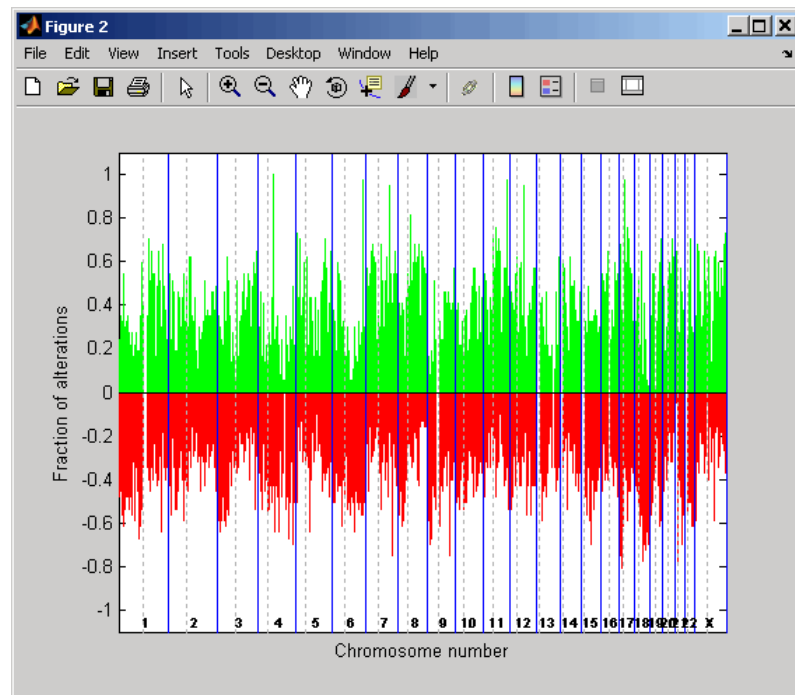 Figure 2
File Edit View Insert Tools Desktop Window Help
1
0.8
0.6
0.4
0.2
0
-0.2
-0.4
-0.6
-0.8
-1
Fraction of alterations
1 2 3 4 5 6 7 8 9 10 11 12 13 14 15 16 17 18 19 20 21 22 X
Chromosome number